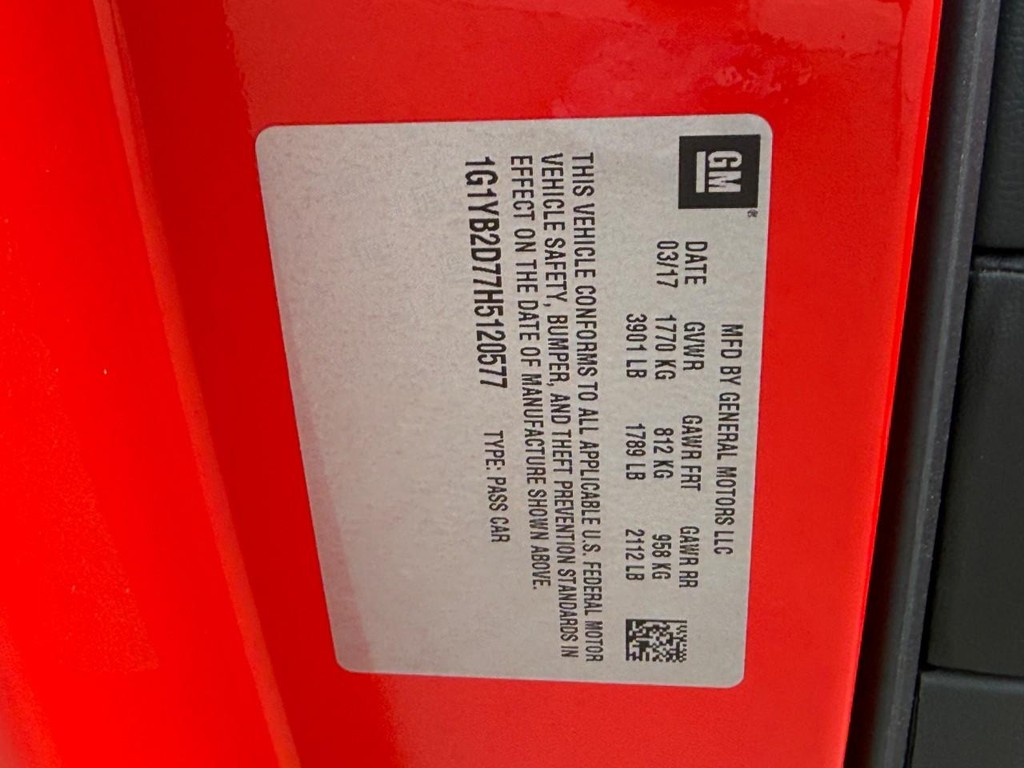 GM
®
MFD BY GENERAL MOTORS LLC
DATE GVWR GAWR FRT GAWR RR
03/17 1770 KG 812 KG 958 KG
3901 LB 1789 LB 2112 LB
THIS VEHICLE CONFORMS TO ALL APPLICABLE U.S. FEDERAL MOTOR
VEHICLE SAFETY, BUMPER, AND THEFT PREVENTION STANDARDS IN
EFFECT ON THE DATE OF MANUFACTURE SHOWN ABOVE.
1G1YB2D77H5120577 TYPE: PASS CAR